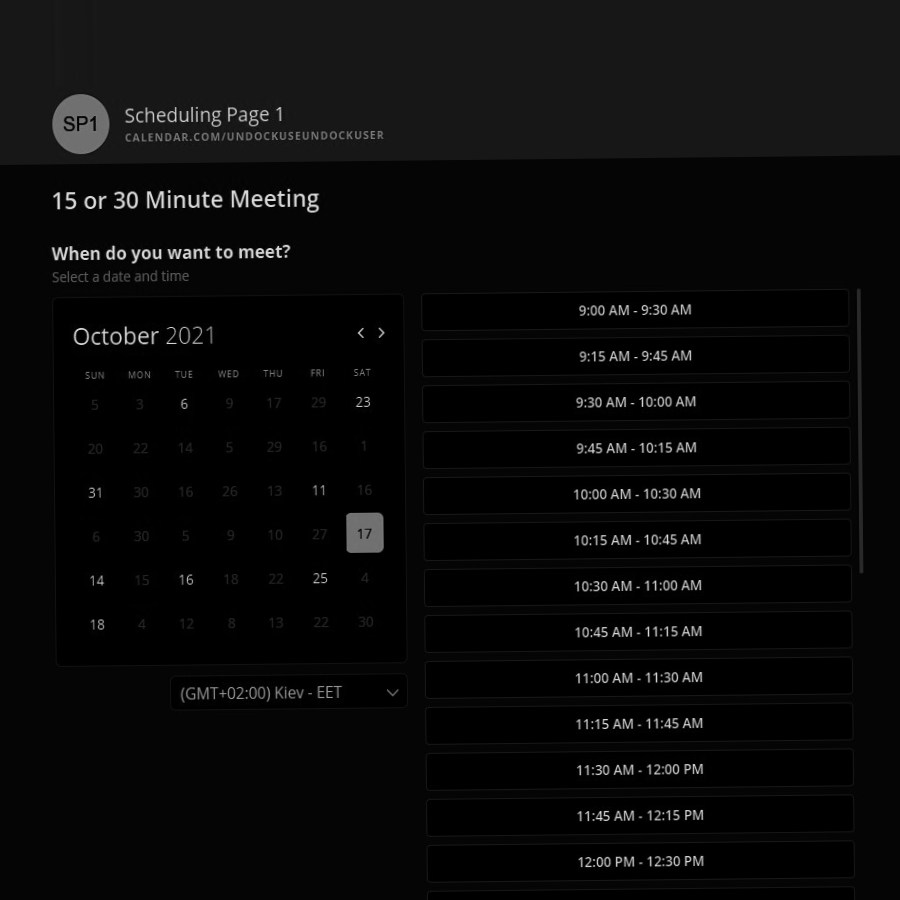 SP1
Scheduling Page 1
CALENDAR.COM/UNDOCKUSEUNDOCKUSER
15 or 30 Minute Meeting
When do you want to meet?
Select a date and time
October 2021
SUN MON TUE WED THU FRI SAT
5 3 6 9 17 29 23
20 22 14 5 29 16 1
31 30 16 26 13 11 16
6 30 5 9 10 27 17
14 15 16 18 22 25 4
18 4 12 8 13 22 30
(GMT+02:00) Kiev - EET
9:00 AM - 9:30 AM
9:15 AM - 9:45 AM
9:30 AM - 10:00 AM
9:45 AM - 10:15 AM
10:00 AM - 10:30 AM
10:15 AM - 10:45 AM
10:30 AM - 11:00 AM
10:45 AM - 11:15 AM
11:00 AM - 11:30 AM
11:15 AM - 11:45 AM
11:30 AM - 12:00 PM
11:45 AM - 12:15 PM
12:00 PM - 12:30 PM